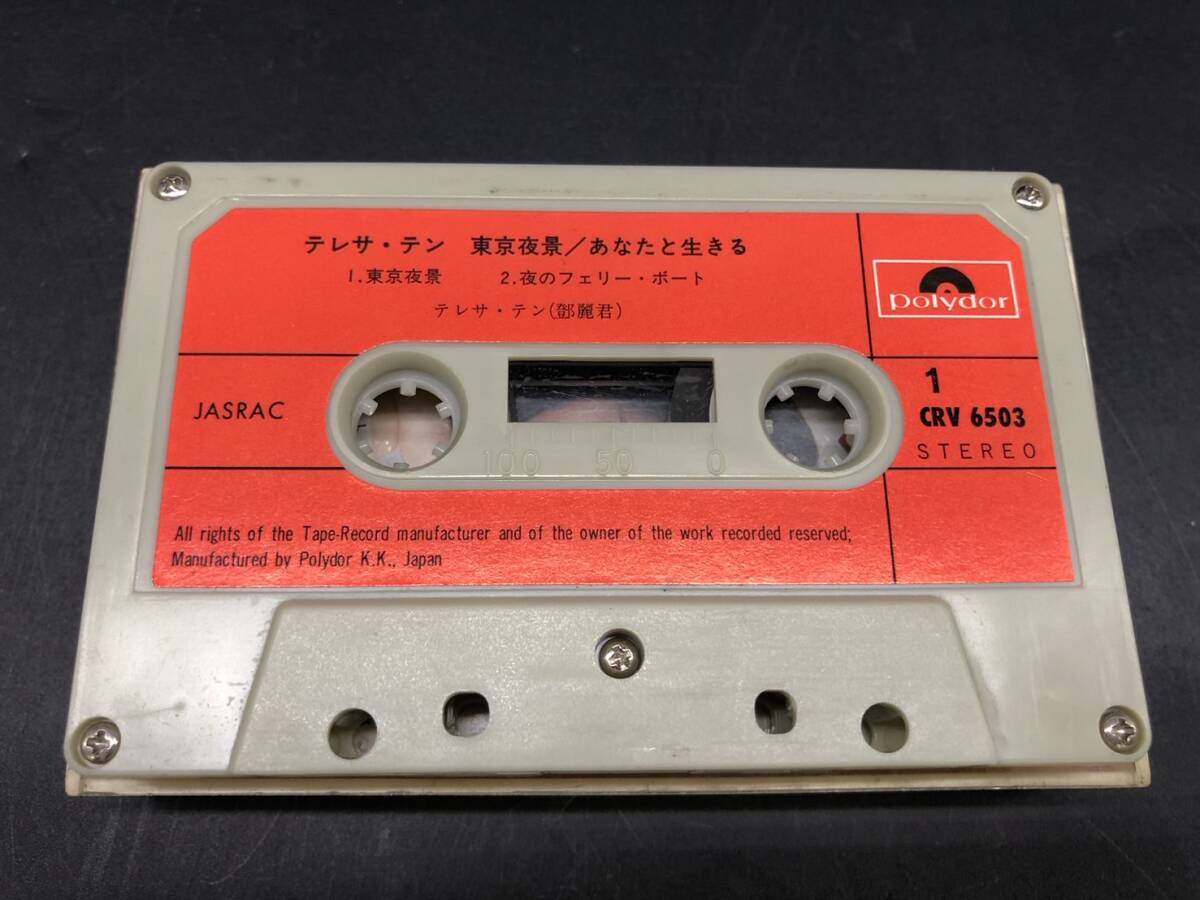 テレサ・テン 東京夜景/あなたと生きる
1.東京夜景 2.夜のフェリー・ボート
テレサ・テン(鄧麗君)
polydor
JASRAC
1
CRV 6503
STEREO
100 50 0
All rights of the Tape-Record manufacturer and of the owner of the work recorded reserved;
Manufactured by Polydor K.K., Japan